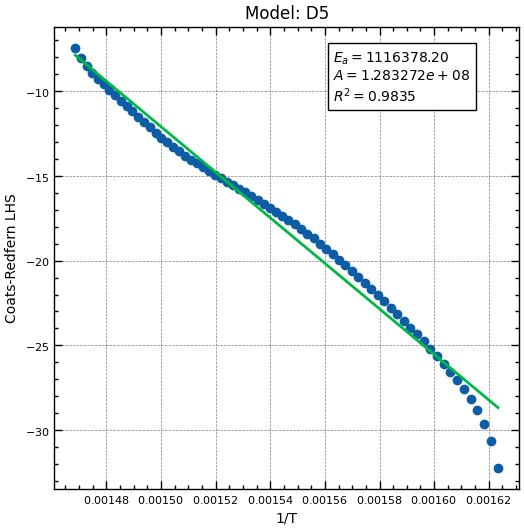 Model: D5
E_a = 1116378.20
A = 1.283272e + 08
R² = 0.9835
−10
−15
−20
−25
−30
Coats-Redfern LHS
0.00148 0.00150 0.00152 0.00154 0.00156 0.00158 0.00160 0.00162
1/T